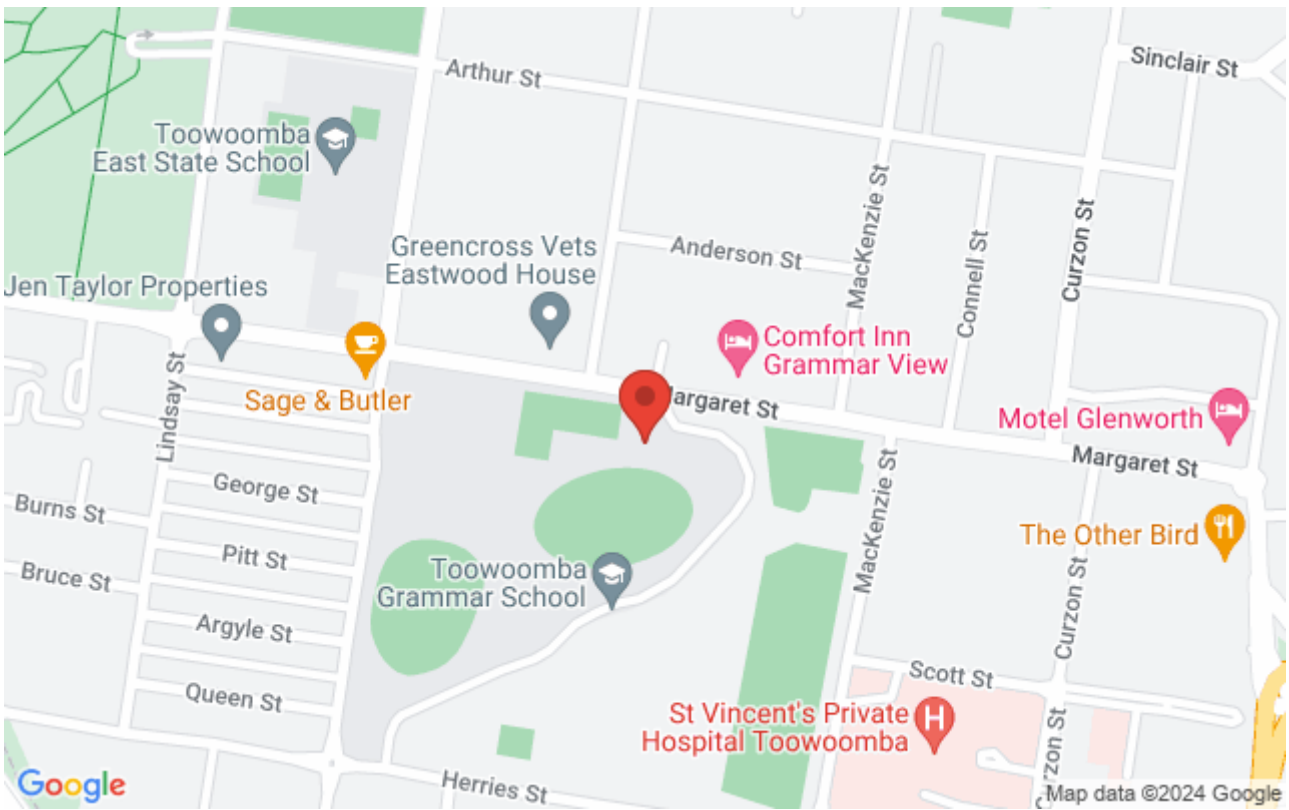 Sinclair St
Arthur St
Toowoomba
East State School
MacKenzie St
Curzon St
Connell St
Greencross Vets
Eastwood House
Anderson St
Jen Taylor Properties
Comfort Inn
Grammar View
Lindsay St
Sage & Butler
Margaret St
Motel Glenworth
Margaret St
George St
Burns St
MacKenzie St
The Other Bird
Pitt St
Bruce St
Toowoomba
Grammar School
Curzon St
Argyle St
Scott St
Queen St
St Vincent's Private
Hospital Toowoomba
H
Curzon St
Google
Herries St
Map data ©2024 Google